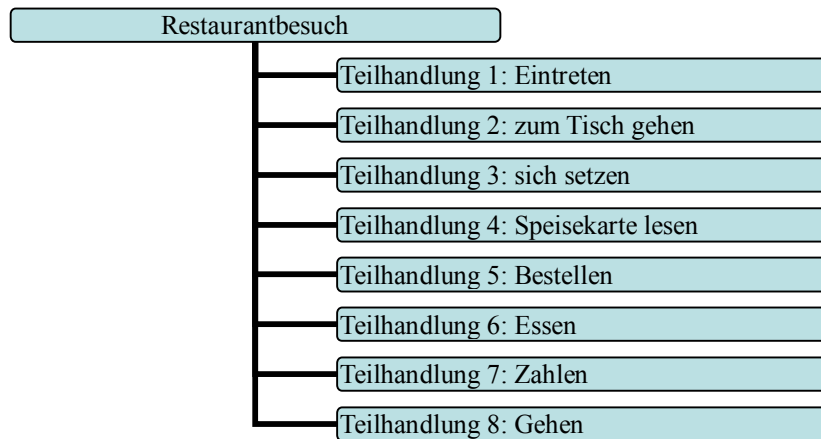 Restaurantbesuch
Teilhandlung 1: Eintreten
Teilhandlung 2: zum Tisch gehen
Teilhandlung 3: sich setzen
Teilhandlung 4: Speisekarte lesen
Teilhandlung 5: Bestellen
Teilhandlung 6: Essen
Teilhandlung 7: Zahlen
Teilhandlung 8: Gehen